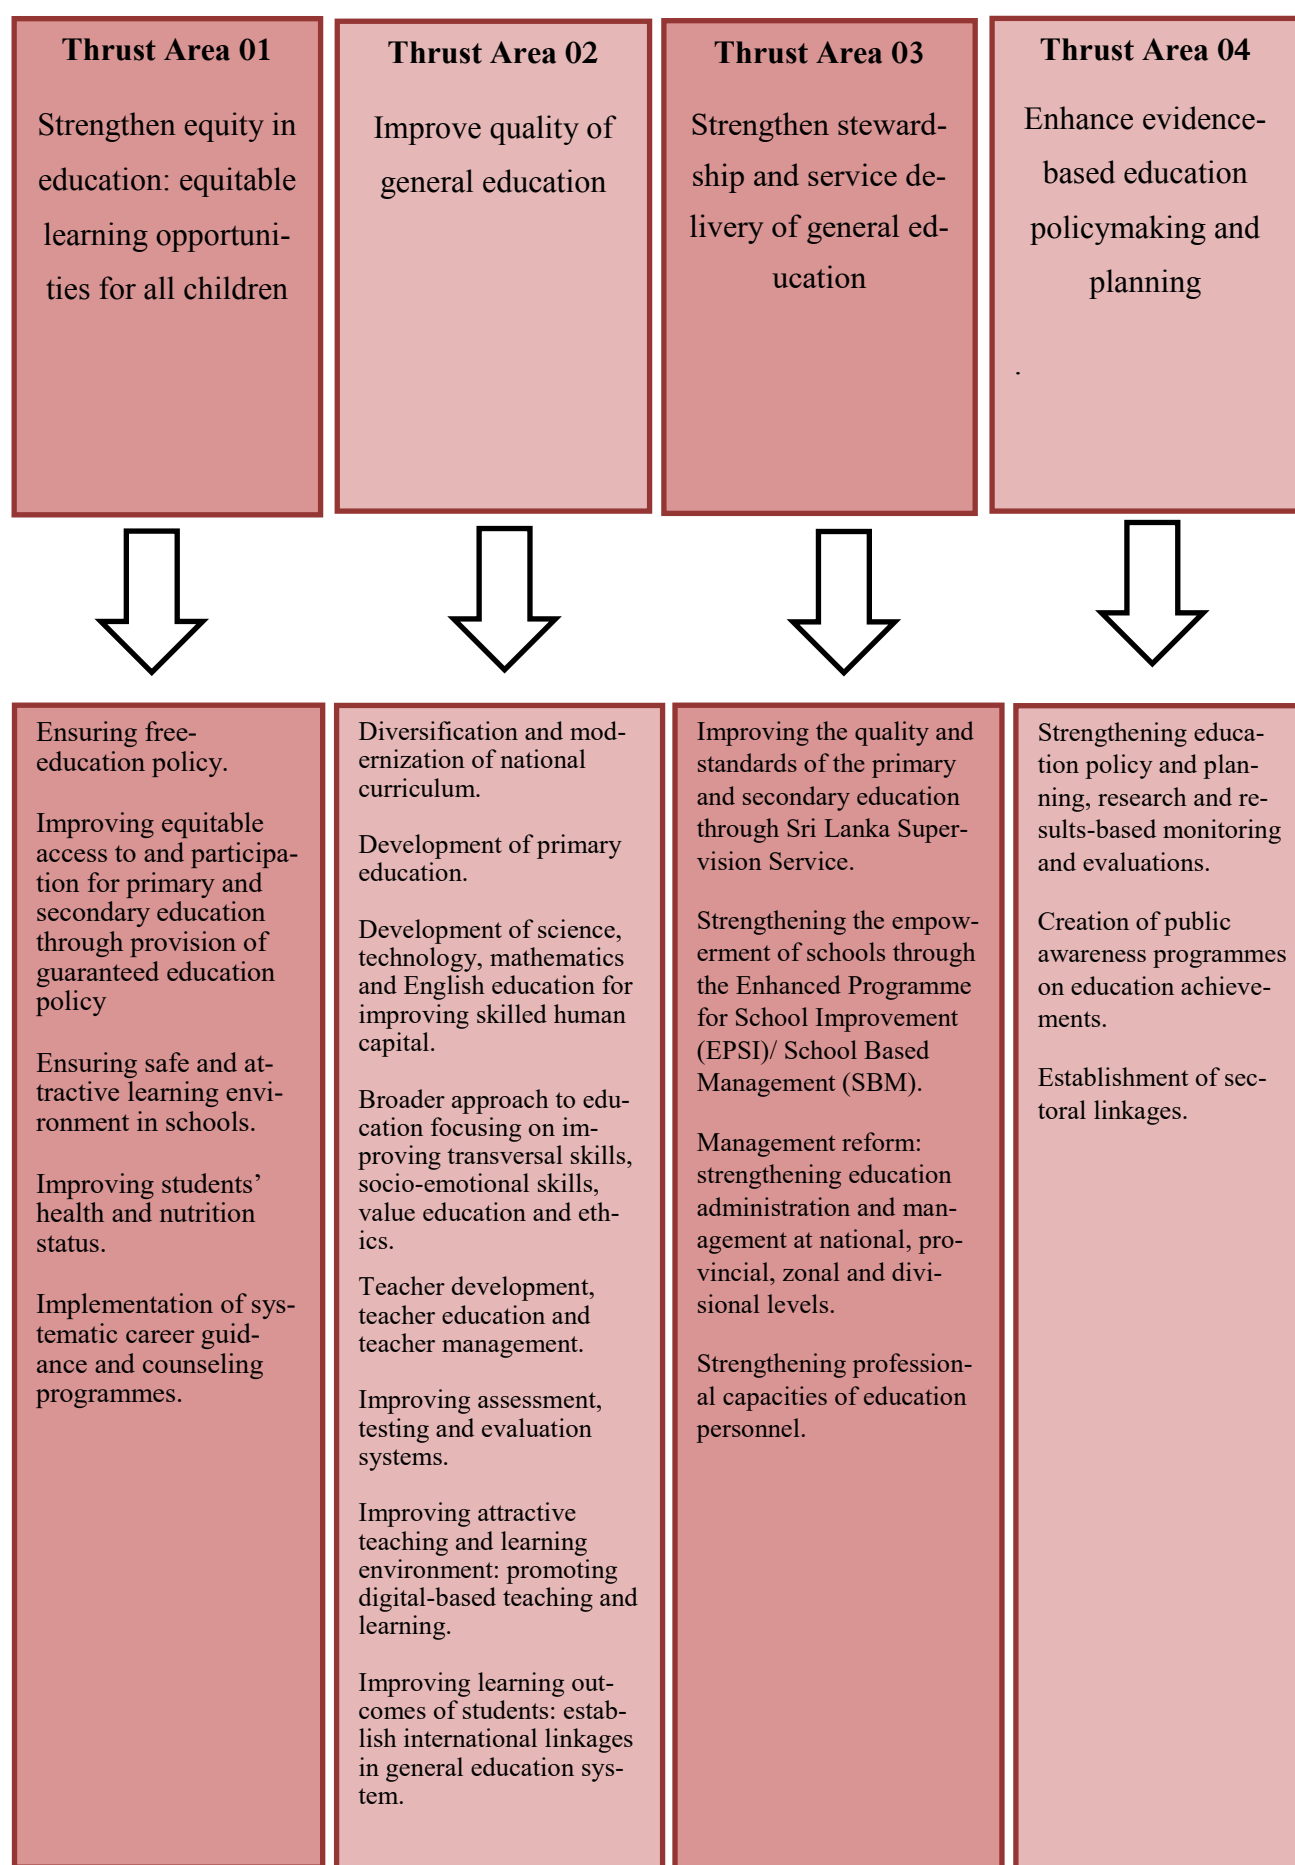 Thrust Area 01
Strengthen equity in
education: equitable
learning opportuni-
ties for all children
Thrust Area 02
Improve quality of
general education
Thrust Area 03
Strengthen steward-
ship and service de-
livery of general ed-
ucation
Thrust Area 04
Enhance evidence-
based education
policymaking and
planning
.
Ensuring free-
education policy.
Improving equitable
access to and participa-
tion for primary and
secondary education
through provision of
guaranteed education
policy
Ensuring safe and at-
tractive learning envi-
ronment in schools.
Improving students’
health and nutrition
status.
Implementation of sys-
tematic career guid-
ance and counseling
programmes.
Diversification and mod-
ernization of national
curriculum.
Development of primary
education.
Development of science,
technology, mathematics
and English education for
improving skilled human
capital.
Broader approach to edu-
cation focusing on im-
proving transversal skills,
socio-emotional skills,
value education and eth-
ics.
Teacher development,
teacher education and
teacher management.
Improving assessment,
testing and evaluation
systems.
Improving attractive
teaching and learning
environment: promoting
digital-based teaching and
learning.
Improving learning out-
comes of students: estab-
lish international linkages
in general education sys-
tem.
Improving the quality and
standards of the primary
and secondary education
through Sri Lanka Super-
vision Service.
Strengthening the empow-
erment of schools through
the Enhanced Programme
for School Improvement
(EPSI)/ School Based
Management (SBM).
Management reform:
strengthening education
administration and man-
agement at national, pro-
vincial, zonal and divi-
sional levels.
Strengthening profession-
al capacities of education
personnel.
Strengthening educa-
tion policy and plan-
ning, research and re-
sults-based monitoring
and evaluations.
Creation of public
awareness programmes
on education achieve-
ments.
Establishment of sec-
toral linkages.